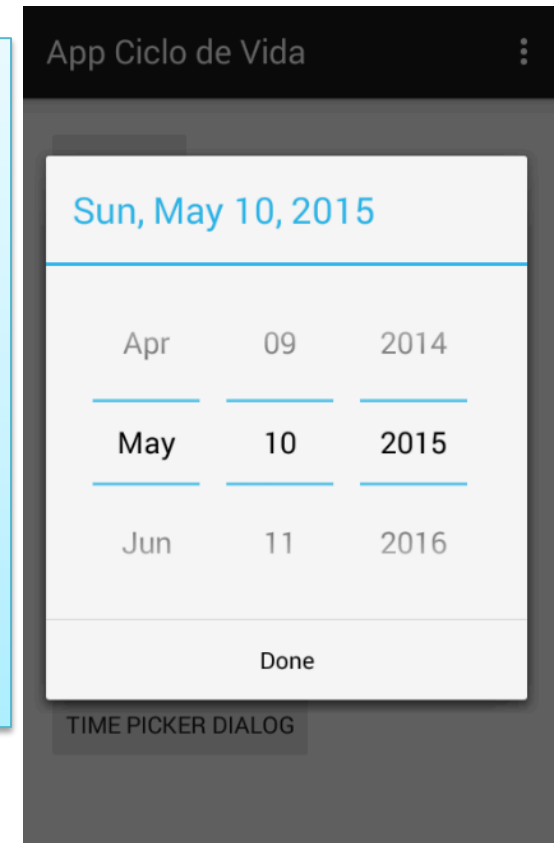 App Ciclo de Vida
Sun, May 10, 2015
Apr 09 2014
May 10 2015
Jun 11 2016
Done
TIME PICKER DIALOG